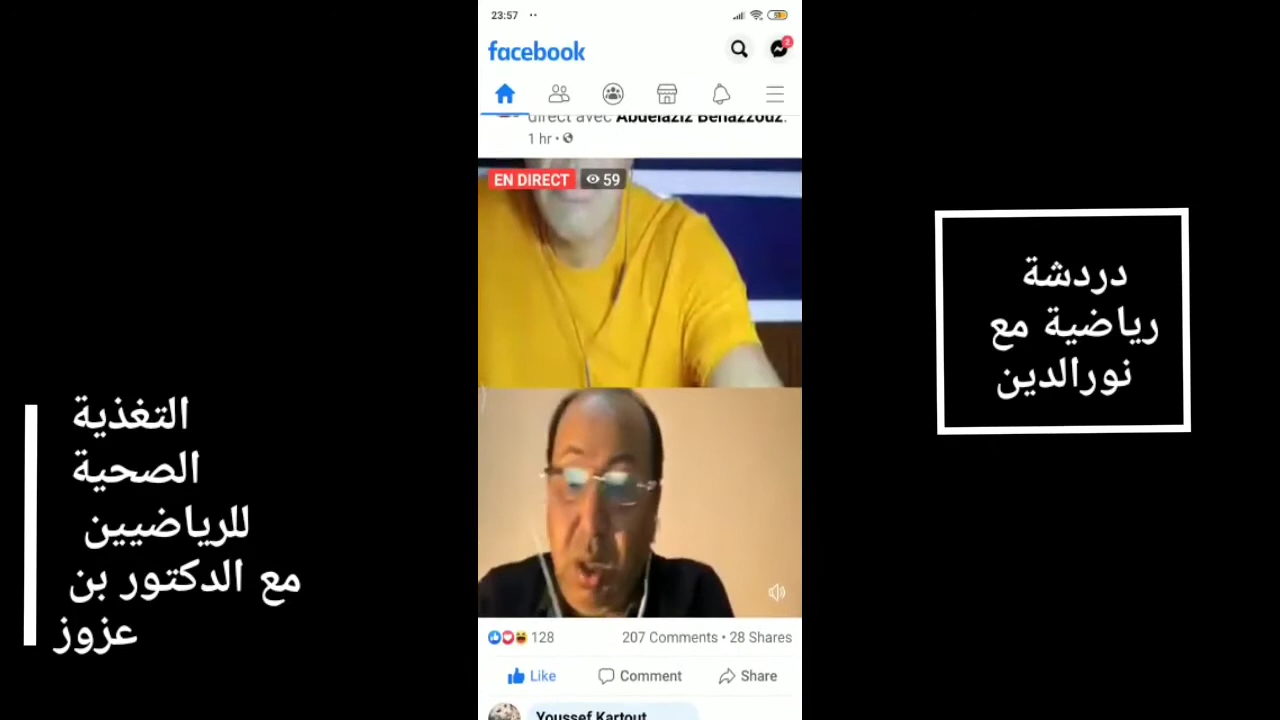 23:57
facebook
2
direct avec Abdelaziz Benazzouz.
1 hr
EN DIRECT 59
128 207 Comments • 28 Shares
Like Comment Share
Youssef Kartout
دردشة
رياضية مع
نورالدين
التغذية
الصحية
للرياضيين
مع الدكتور بن
عزوز